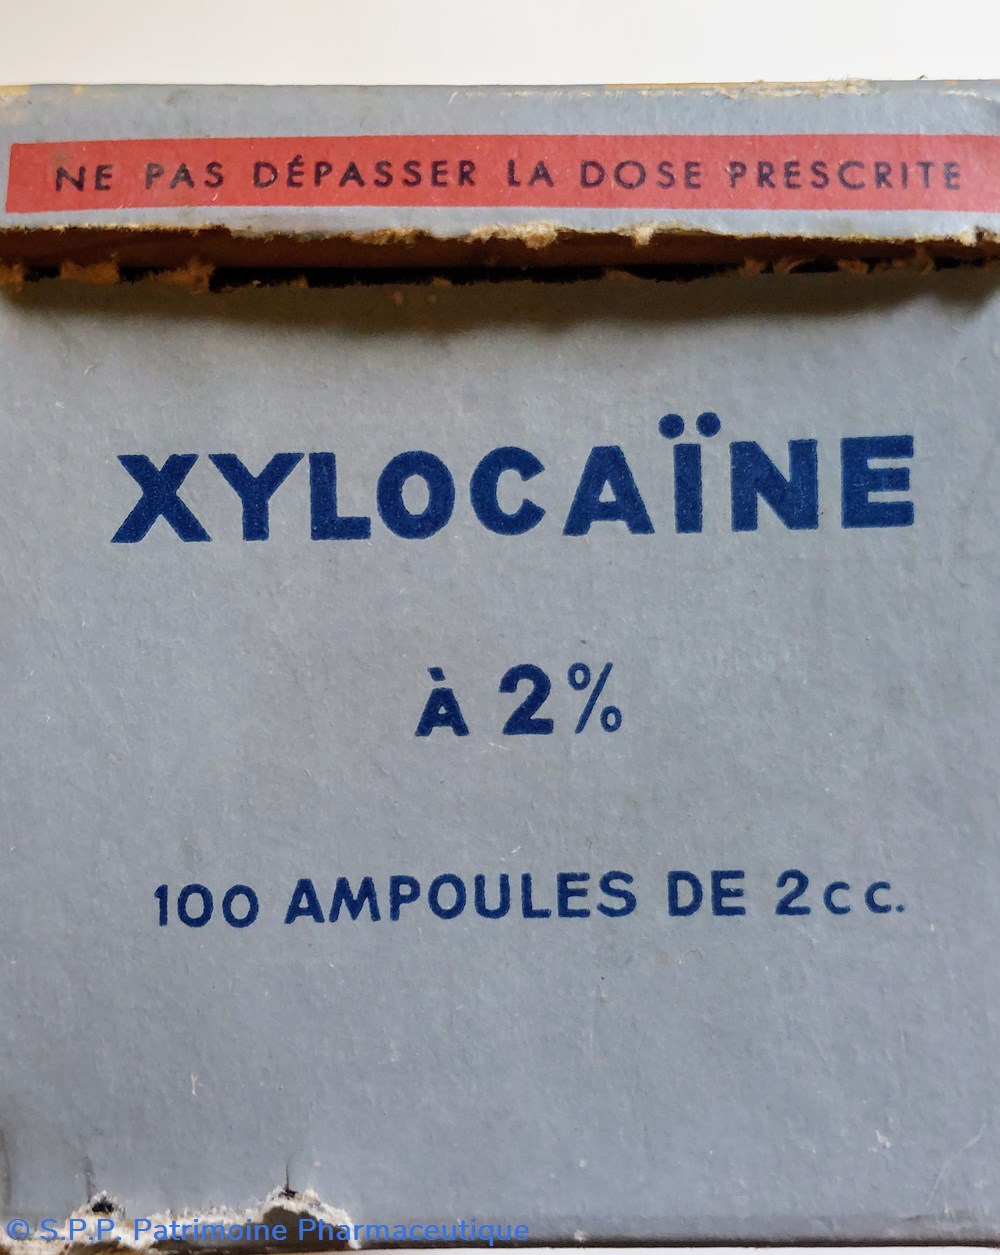 NE PAS DÉPASSER LA DOSE PRESCRITE
XYLOCAÏNE
À 2%
100 AMPOULES DE 2cc.
© S.P.P. Patrimoine Pharmaceutique